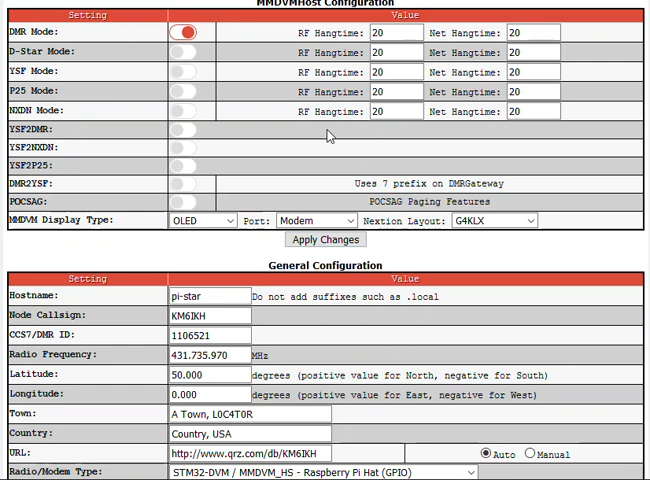 MMDVMHost Configuration
Setting Value
DMR Mode: RF Hangtime: 20 Net Hangtime: 20
D-Star Mode: RF Hangtime: 20 Net Hangtime: 20
YSF Mode: RF Hangtime: 20 Net Hangtime: 20
P25 Mode: RF Hangtime: 20 Net Hangtime: 20
NXDN Mode: RF Hangtime: 20 Net Hangtime: 20
YSF2DMR:
YSF2NXDN:
YSF2P25:
DMR2YSF: Uses 7 prefix on DMRGateway
POCSAG: POCSAG Paging Features
MMDVM Display Type: OLED Port: Modem Nextion Layout: G4KLX
Apply Changes
General Configuration
Setting Value
Hostname: pi-star Do not add suffixes such as .local
Node Callsign: KM6IKH
CCS7/DMR ID: 1106521
Radio Frequency: 431.735.970 MHz
Latitude: 50.000 degrees (positive value for North, negative for South)
Longitude: 0.000 degrees (positive value for East, negative for West)
Town: A Town, L0C4T0R
Country: Country, USA
URL: http://www.qrz.com/db/KM6IKH Auto Manual
Radio/Modem Type: STM32-DVM / MMDVM_HS - Raspberry Pi Hat (GPIO)